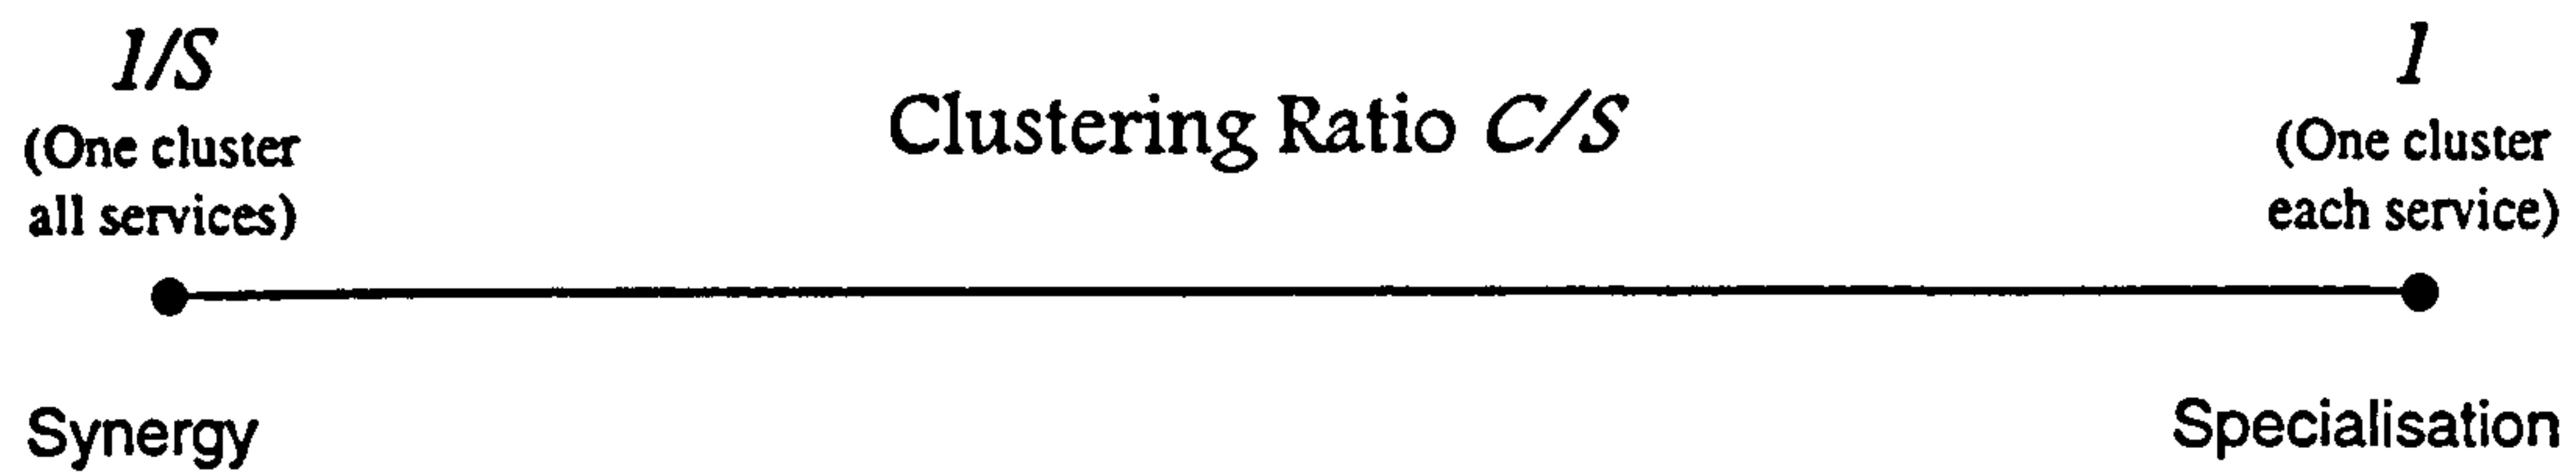 1/S
(One cluster
all services)
Clustering Ratio C/S
1
(One cluster
each service)
Synergy
Specialisation